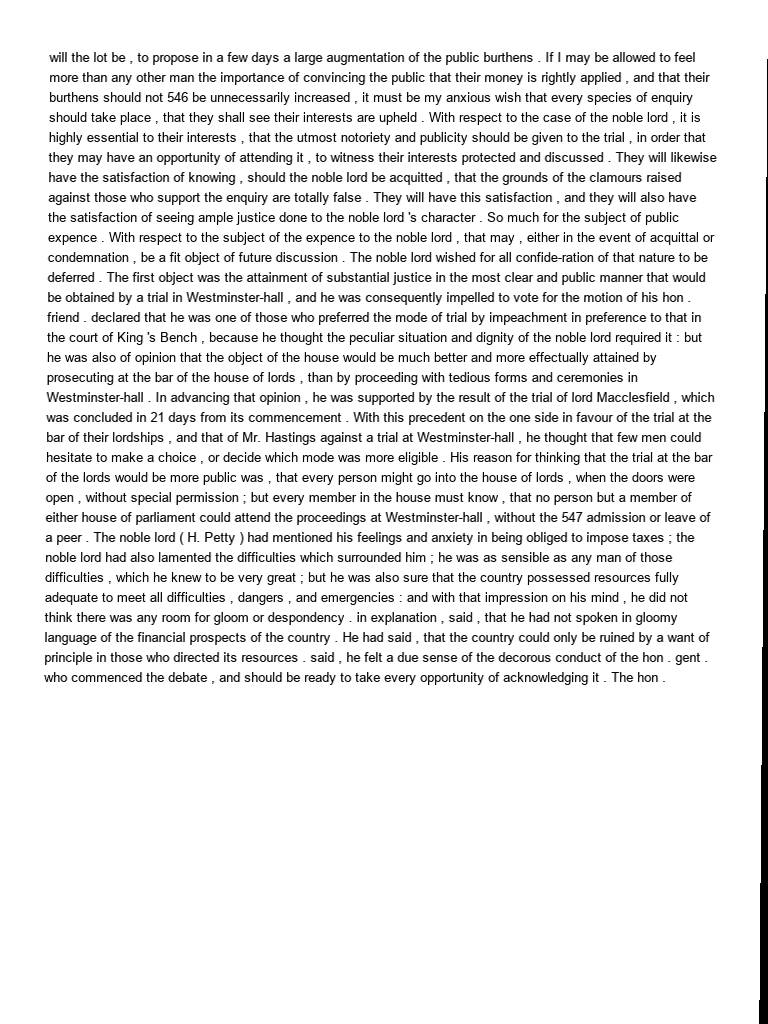 will the lot be , to propose in a few days a large augmentation of the public burthens . If I may be allowed to feel
more than any other man the importance of convincing the public that their money is rightly applied , and that their
burthens should not 546 be unnecessarily increased , it must be my anxious wish that every species of enquiry
should take place , that they shall see their interests are upheld . With respect to the case of the noble lord , it is
highly essential to their interests , that the utmost notoriety and publicity should be given to the trial , in order that
they may have an opportunity of attending it , to witness their interests protected and discussed . They will likewise
have the satisfaction of knowing , should the noble lord be acquitted , that the grounds of the clamours raised
against those who support the enquiry are totally false . They will have this satisfaction , and they will also have
the satisfaction of seeing ample justice done to the noble lord 's character . So much for the subject of public
expence . With respect to the subject of the expence to the noble lord , that may , either in the event of acquittal or
condemnation , be a fit object of future discussion . The noble lord wished for all confide-ration of that nature to be
deferred . The first object was the attainment of substantial justice in the most clear and public manner that would
be obtained by a trial in Westminster-hall , and he was consequently impelled to vote for the motion of his hon .
friend . declared that he was one of those who preferred the mode of trial by impeachment in preference to that in
the court of King 's Bench , because he thought the peculiar situation and dignity of the noble lord required it : but
he was also of opinion that the object of the house would be much better and more effectually attained by
prosecuting at the bar of the house of lords , than by proceeding with tedious forms and ceremonies in
Westminster-hall . In advancing that opinion , he was supported by the result of the trial of lord Macclesfield , which
was concluded in 21 days from its commencement . With this precedent on the one side in favour of the trial at the
bar of their lordships , and that of Mr. Hastings against a trial at Westminster-hall , he thought that few men could
hesitate to make a choice , or decide which mode was more eligible . His reason for thinking that the trial at the bar
of the lords would be more public was , that every person might go into the house of lords , when the doors were
open , without special permission ; but every member in the house must know , that no person but a member of
either house of parliament could attend the proceedings at Westminster-hall , without the 547 admission or leave of
a peer . The noble lord ( H. Petty ) had mentioned his feelings and anxiety in being obliged to impose taxes ; the
noble lord had also lamented the difficulties which surrounded him ; he was as sensible as any man of those
difficulties , which he knew to be very great ; but he was also sure that the country possessed resources fully
adequate to meet all difficulties , dangers , and emergencies : and with that impression on his mind , he did not
think there was any room for gloom or despondency . in explanation , said , that he had not spoken in gloomy
language of the financial prospects of the country . He had said , that the country could only be ruined by a want of
principle in those who directed its resources . said , he felt a due sense of the decorous conduct of the hon . gent .
who commenced the debate , and should be ready to take every opportunity of acknowledging it . The hon .